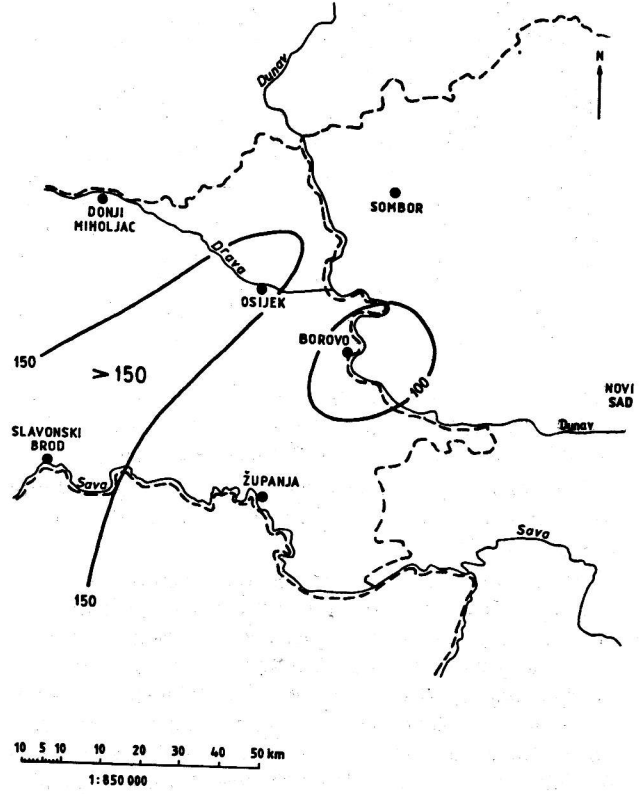 Dunav
N
DONJI
MIHOLJAC
SOMBOR
Drava
OSIJEK
BOROVO
150
> 150
100
NOVI
SAD
SLAVONSKI
BROD
Dunav
Sava
ŽUPANJA
Sava
150
10 5 10 10 20 30 40 50 km
1:850 000